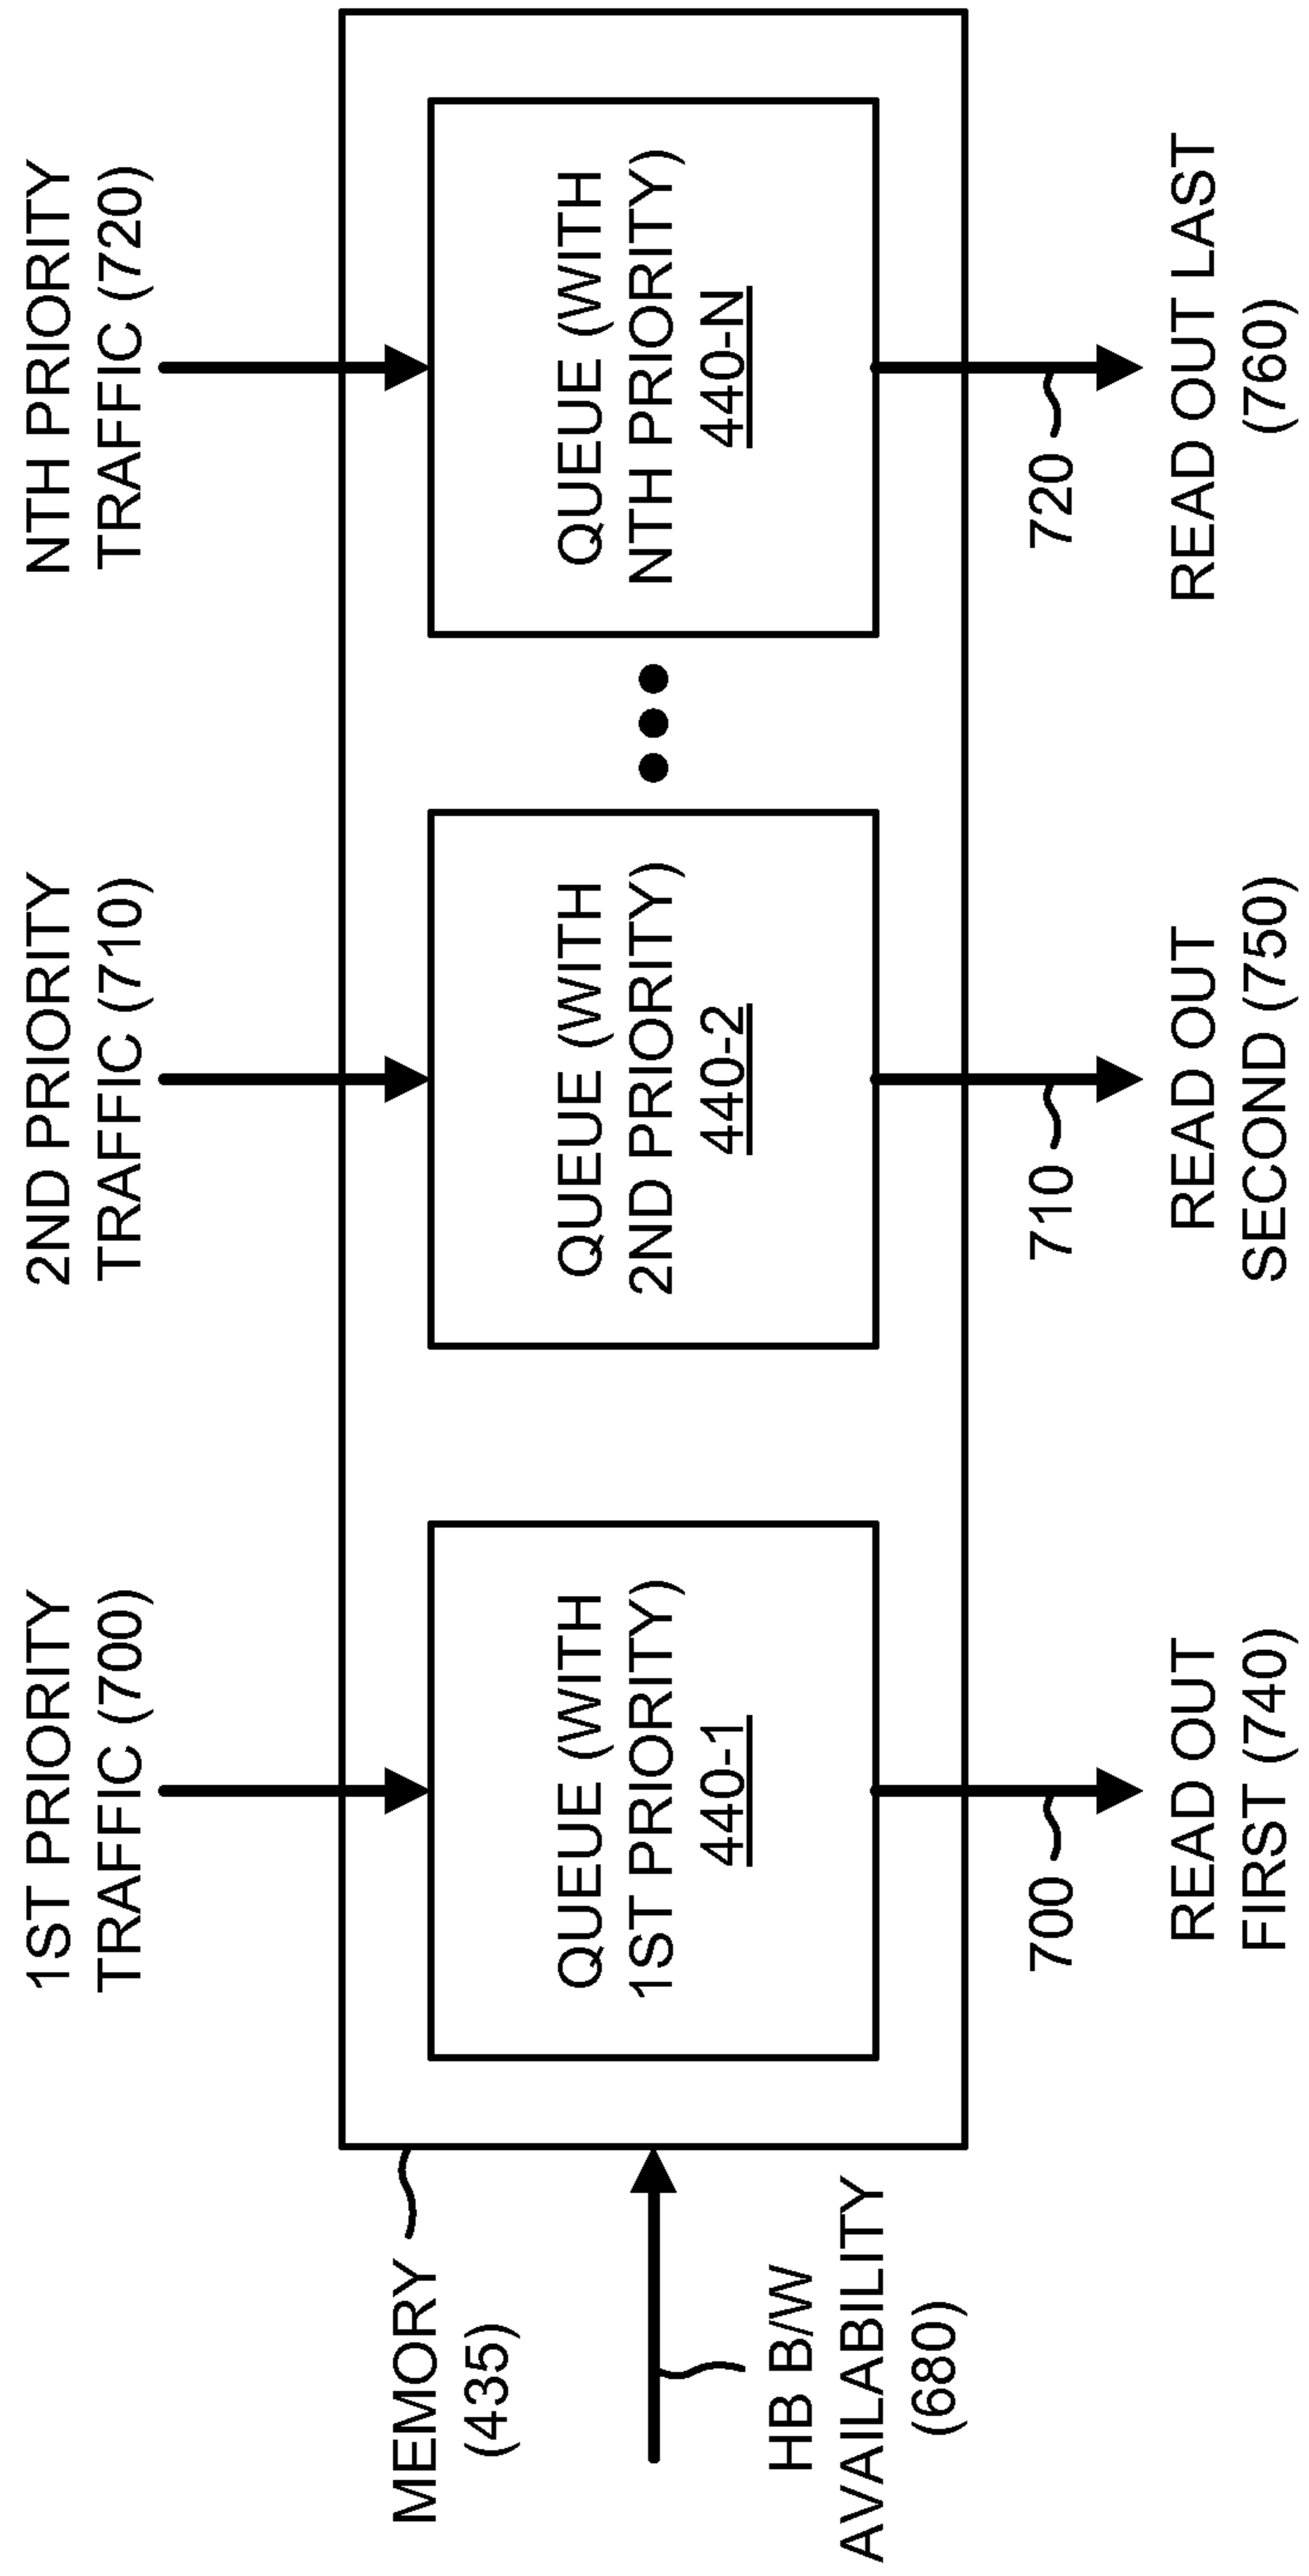 1ST PRIORITY
TRAFFIC (700)
2ND PRIORITY
TRAFFIC (710)
NTH PRIORITY
TRAFFIC (720)
MEMORY
(435)
HB B/W
AVAILABILITY
(680)
QUEUE (WITH
1ST PRIORITY)
440-1
QUEUE (WITH
2ND PRIORITY)
440-2
QUEUE (WITH
NTH PRIORITY)
440-N
700
710
720
READ OUT
FIRST (740)
READ OUT
SECOND (750)
READ OUT LAST
(760)